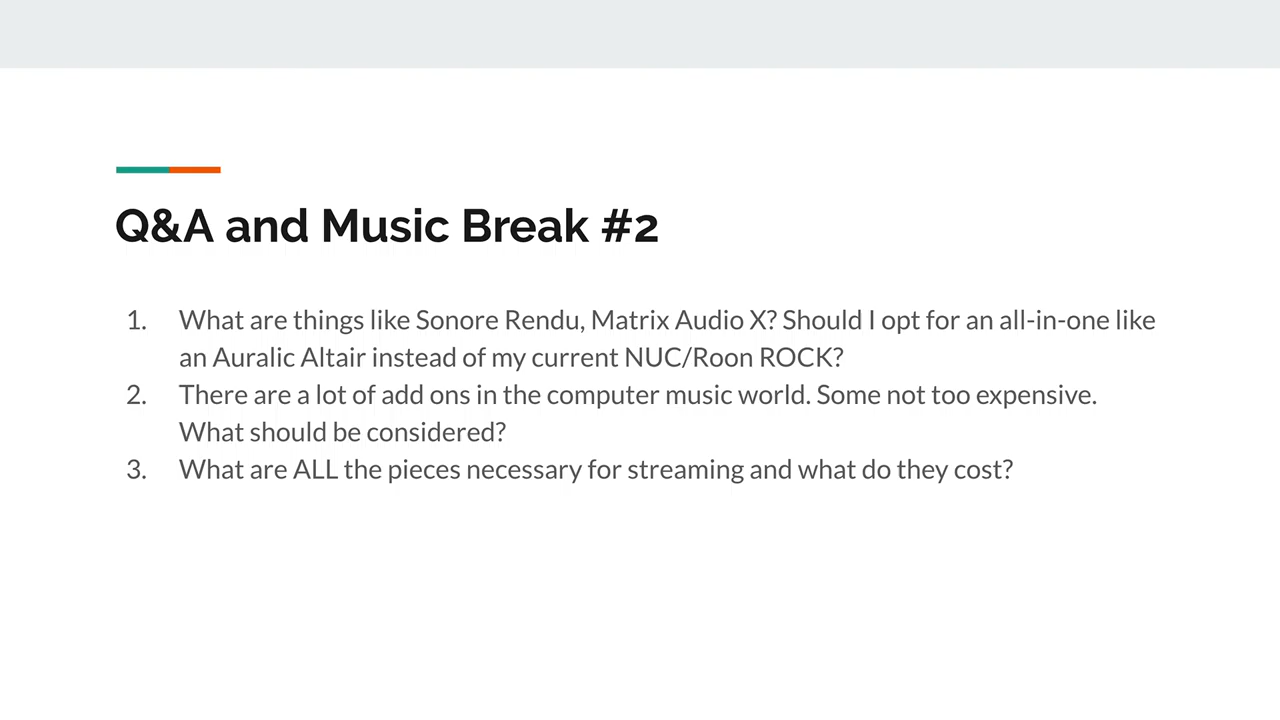 Q&A and Music Break #2
1. What are things like Sonore Rendu, Matrix Audio X? Should I opt for an all-in-one like
an Auralic Altair instead of my current NUC/Roon ROCK?
2. There are a lot of add ons in the computer music world. Some not too expensive.
What should be considered?
3. What are ALL the pieces necessary for streaming and what do they cost?